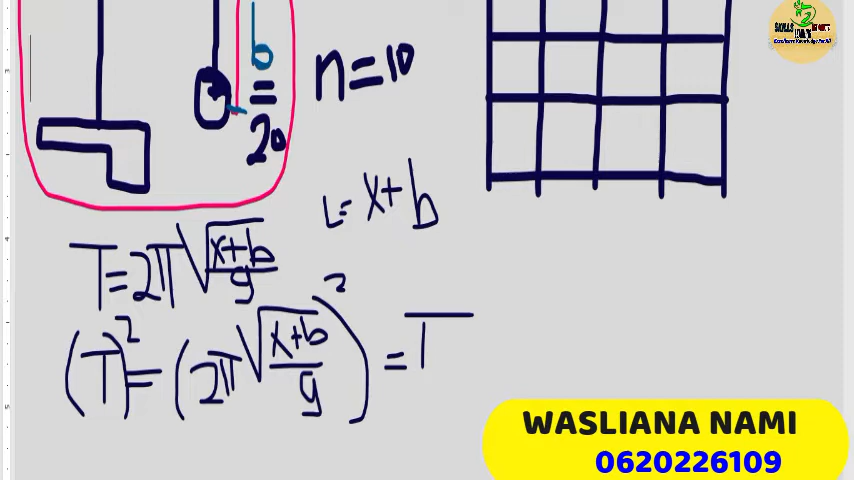 b
=
20
n=10
L= x+b
T=2π√(x+b/g)
(T)²=(2π√(x+b/g))² = T
WASLIANA NAMI
0620226109